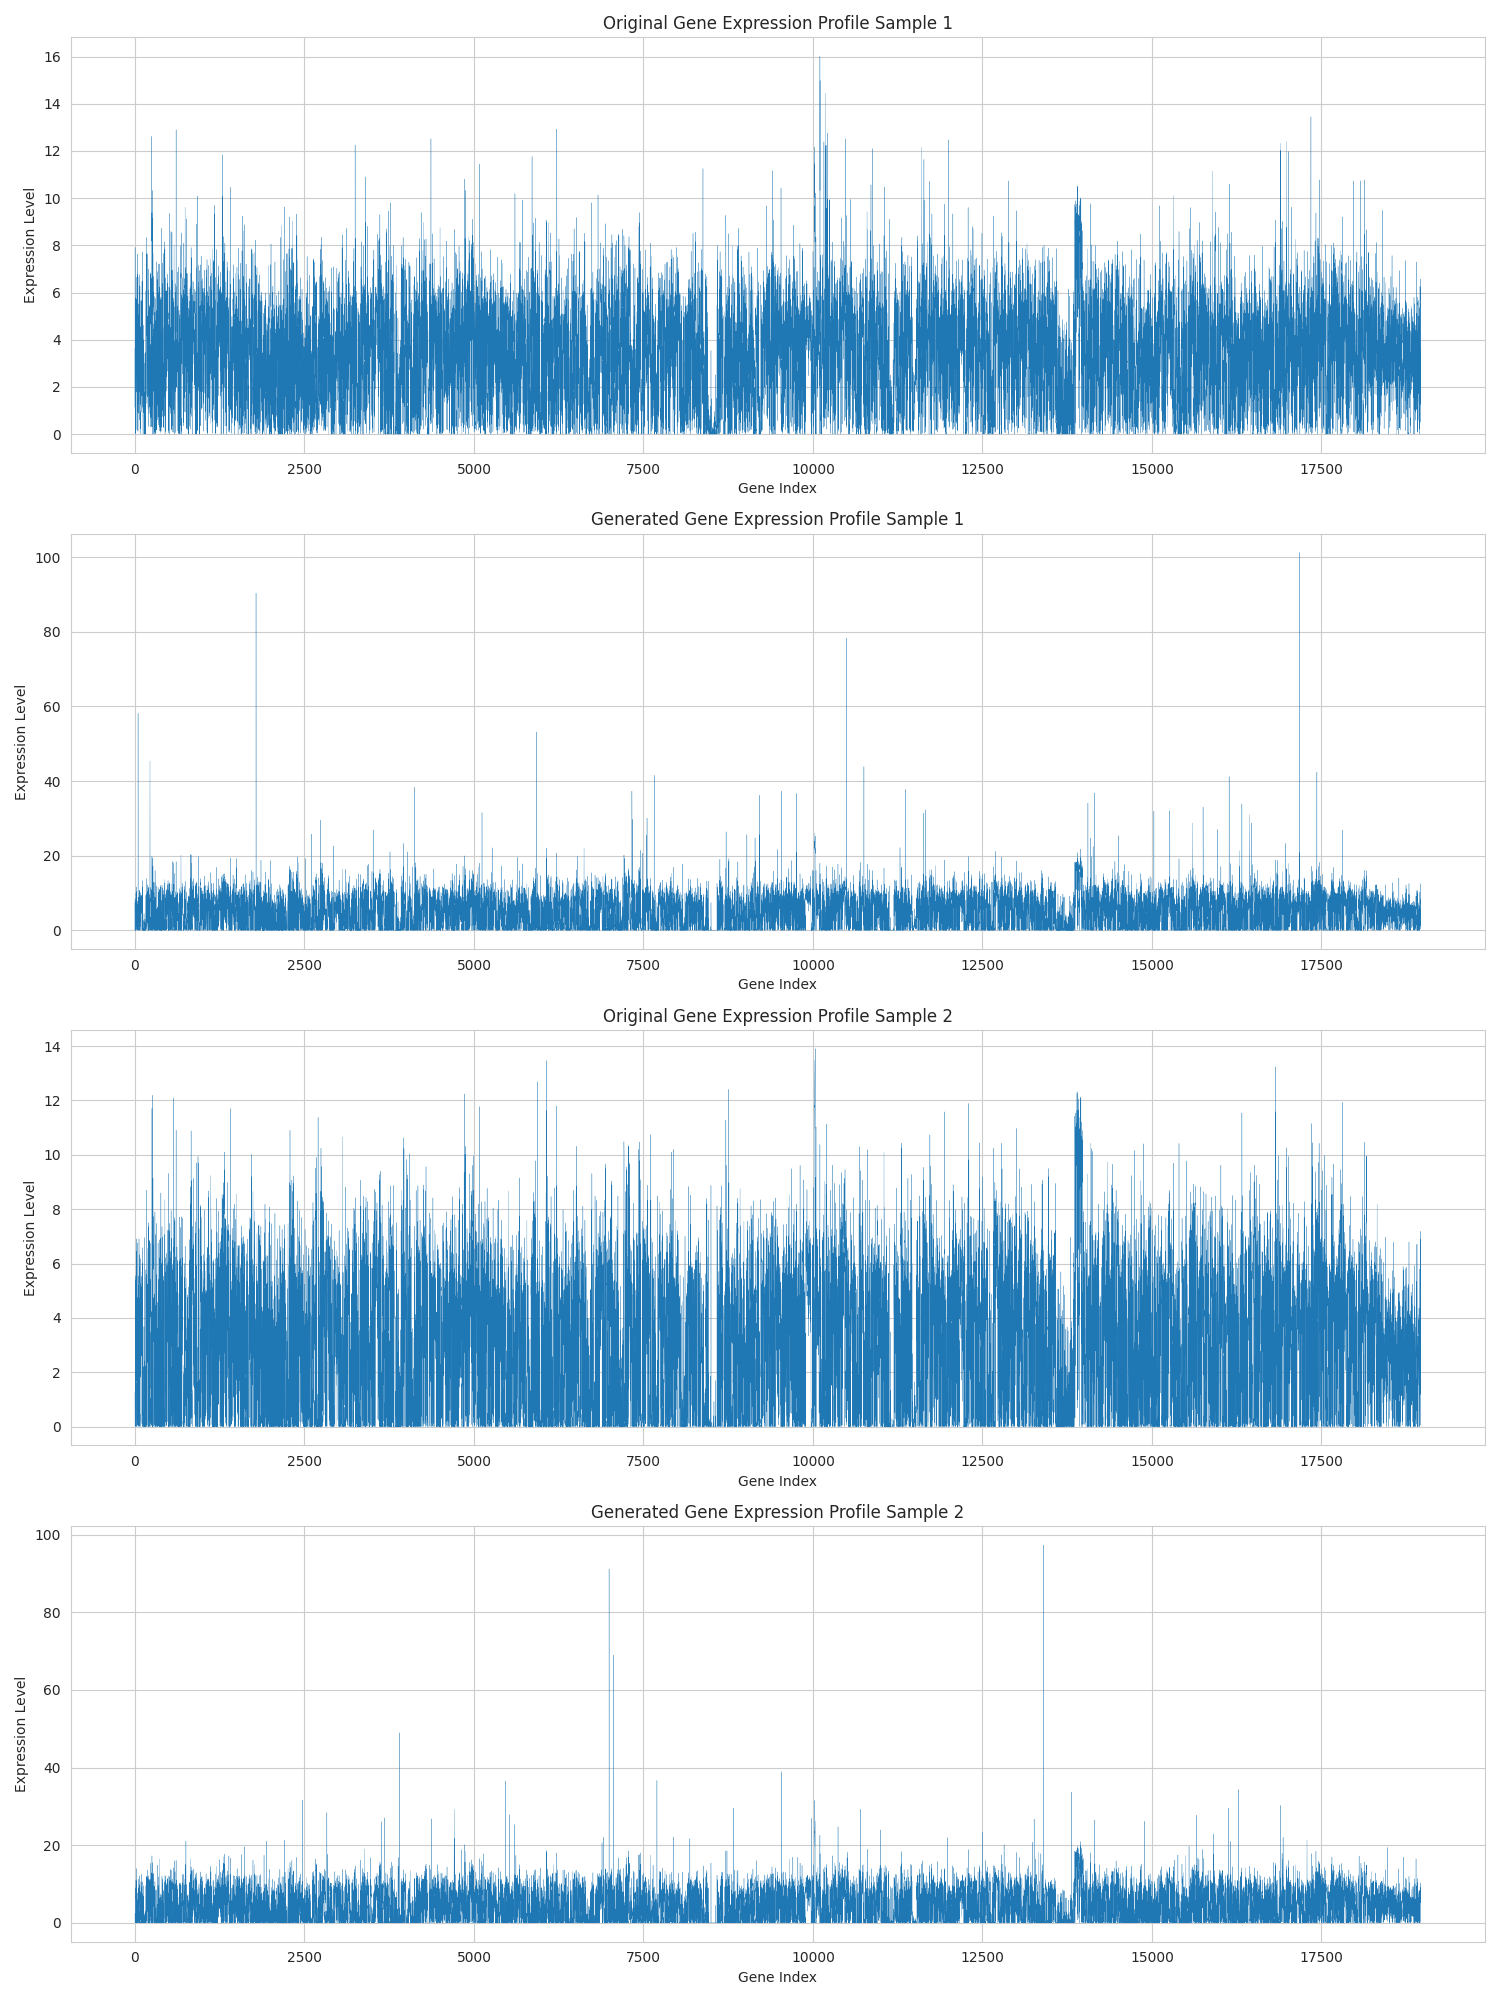 Original Gene Expression Profile Sample 1
16
14
12
10
8
6
4
2
0
Expression Level
0 2500 5000 7500 10000 12500 15000 17500
Gene Index
Generated Gene Expression Profile Sample 1
100
80
60
40
20
0
Expression Level
0 2500 5000 7500 10000 12500 15000 17500
Gene Index
Original Gene Expression Profile Sample 2
14
12
10
8
6
4
2
0
Expression Level
0 2500 5000 7500 10000 12500 15000 17500
Gene Index
Generated Gene Expression Profile Sample 2
100
80
60
40
20
0
Expression Level
0 2500 5000 7500 10000 12500 15000 17500
Gene Index